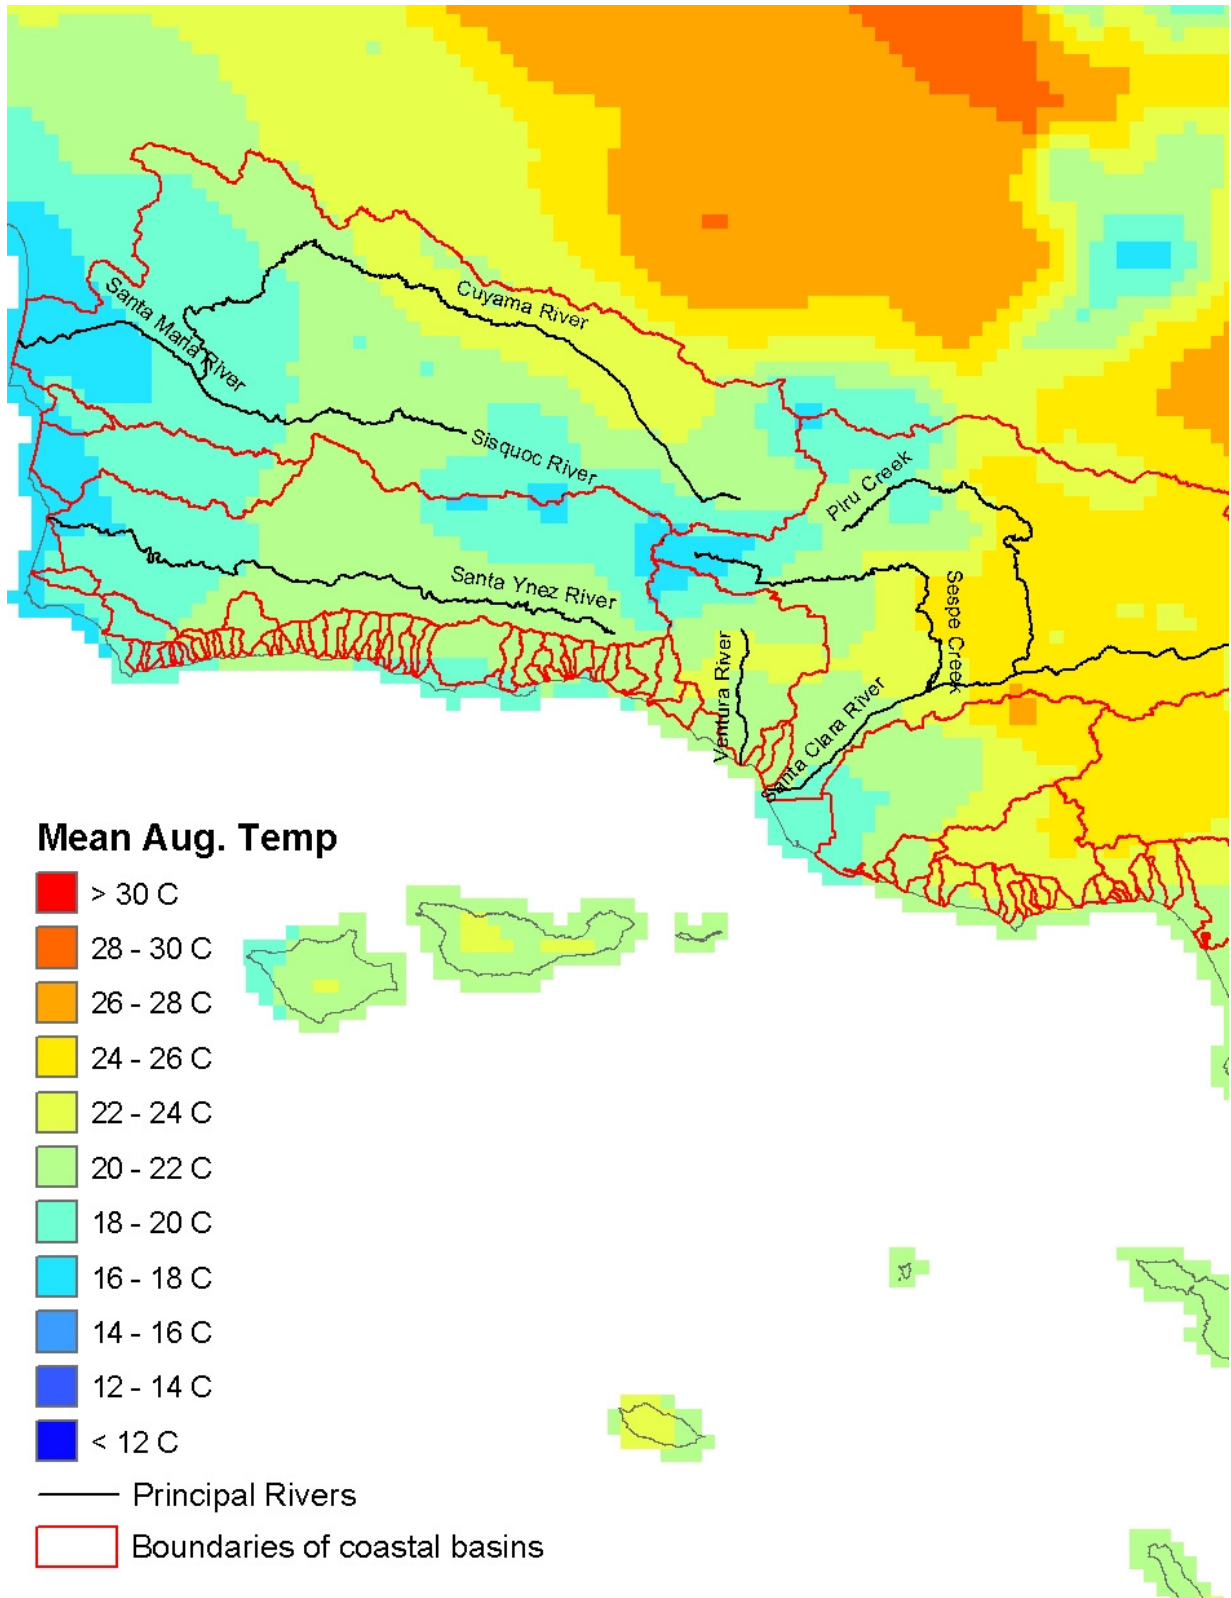 Cuyama River
Santa Maria River
Sisquoc River
Piru Creek
Santa Ynez River
Sespe Creek
Ventura River
Santa Clara River
Mean Aug. Temp
> 30 C
28 - 30 C
26 - 28 C
24 - 26 C
22 - 24 C
20 - 22 C
18 - 20 C
16 - 18 C
14 - 16 C
12 - 14 C
< 12 C
Principal Rivers
Boundaries of coastal basins